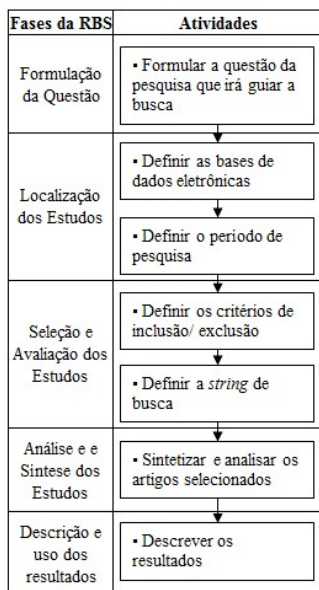 Fases da RBS
Atividades
Formulação
da Questão
▪ Formular a questão da
pesquisa que irá guiar a
busca
Localização
dos Estudos
▪ Definir as bases de
dados eletrônicas
▪ Definir o período de
pesquisa
Seleção e
Avaliação dos
Estudos
▪ Definir os critérios de
inclusão/ exclusão
▪ Definir a string de
busca
Análise e e
Síntese dos
Estudos
▪ Sintetizar e analisar os
artigos selecionados
Descrição e
uso dos
resultados
▪ Descrever os
resultados